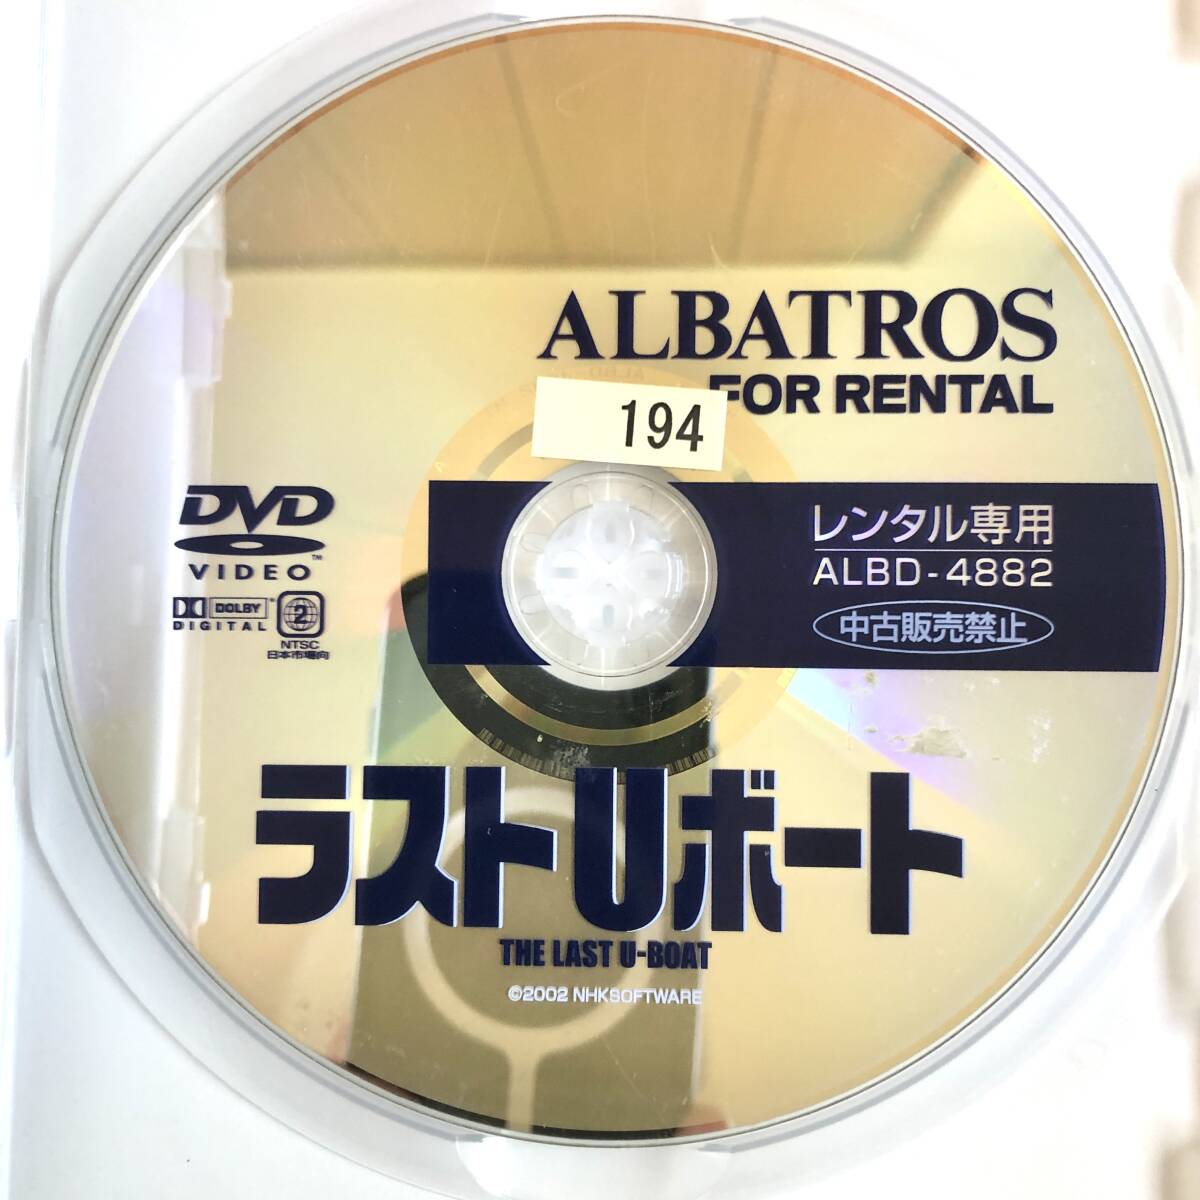 ALBATROS
FOR RENTAL
194
DVD
VIDEO
DOLBY
DIGITAL
2
NTSC
日本市場向
レンタル専用
ALBD-4882
中古販売禁止
ラストUボート
THE LAST U-BOAT
©2002 NHKSOFTWARE